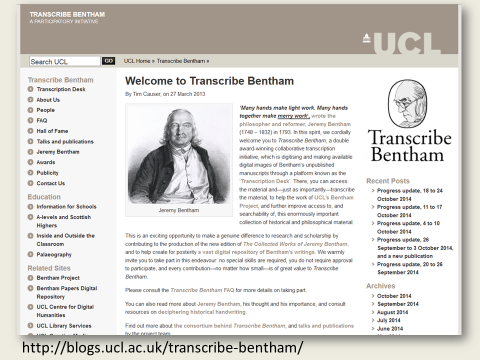 TRANSCRIBE BENTHAM
A PARTICIPATORY INITIATIVE
UCL
Search UCL GO
UCL Home » Transcribe Bentham »
Transcribe Bentham
Transcription Desk
About Us
People
FAQ
Hall of Fame
Talks and publications
Jeremy Bentham
Awards
Publicity
Contact Us
Education
Information for Schools
A-levels and Scottish
Highers
Inside and Outside the
Classroom
Palaeography
Related Sites
Bentham Project
Bentham Papers Digital
Repository
UCL Centre for Digital
Humanities
UCL Library Services
Welcome to Transcribe Bentham
By Tim Causer, on 27 March 2013
Jeremy Bentham
'Many hands make light work. Many hands
together make merry work', wrote the
philosopher and reformer, Jeremy Bentham
(1748 – 1832) in 1793. In this spirit, we cordially
welcome you to Transcribe Bentham, a double
award-winning collaborative transcription
initiative, which is digitising and making available
digital images of Bentham's unpublished
manuscripts through a platform known as the
'Transcription Desk'. There, you can access
the material and—just as importantly—transcribe
the material, to help the work of UCL's Bentham
Project, and further improve access to, and
searchability of, this enormously important
collection of historical and philosophical material.
This is an exciting opportunity to make a genuine difference to research and scholarship by
contributing to the production of the new edition of The Collected Works of Jeremy Bentham,
and to help create for posterity a vast digital repository of Bentham's writings. We warmly
invite you to take part in this endeavour: no special skills are required, you do not require approval
to participate, and every contribution—no matter how small—is of great value to Transcribe
Bentham.
Please consult the Transcribe Bentham FAQ for more details on taking part.
You can also read more about Jeremy Bentham, his thought and his importance, and consult
resources on deciphering historical handwriting.
Find out more about the consortium behind Transcribe Bentham, and talks and publications
by the project team.
Transcribe
Bentham
Recent Posts
Progress update, 18 to 24
October 2014
Progress update, 11 to 17
October 2014
Progress update, 4 to 10
October 2014
Progress update, 26
September to 3 October 2014,
and a new publication
Progress update, 20 to 26
September 2014
Archives
October 2014
September 2014
August 2014
July 2014
June 2014
http://blogs.ucl.ac.uk/transcribe-bentham/